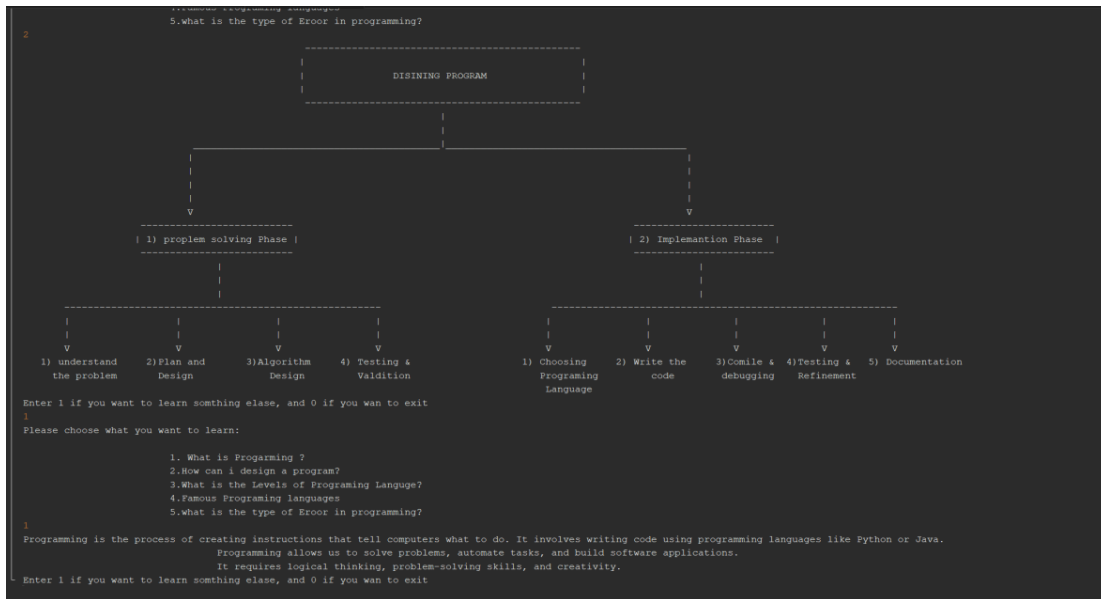 4.Famous Programing languages
5.what is the type of Eroor in programming?
2
DISINING PROGRAM
| 1) proplem solving Phase |
| 2) Implemantion Phase |
1) understand 2)Plan and 3)Algorithm 4) Testing & 1) Choosing 2) Write the 3)Comile & 4)Testing & 5) Documentation
the problem Design Design Valdition Programing code debugging Refinement
Language
Enter 1 if you want to learn somthing elase, and 0 if you wan to exit
1
Please choose what you want to learn:
1. What is Progarming ?
2.How can i design a program?
3.What is the Levels of Programing Languge?
4.Famous Programing languages
5.what is the type of Eroor in programming?
1
Programming is the process of creating instructions that tell computers what to do. It involves writing code using programming languages like Python or Java.
Programming allows us to solve problems, automate tasks, and build software applications.
It requires logical thinking, problem-solving skills, and creativity.
Enter 1 if you want to learn somthing elase, and 0 if you wan to exit